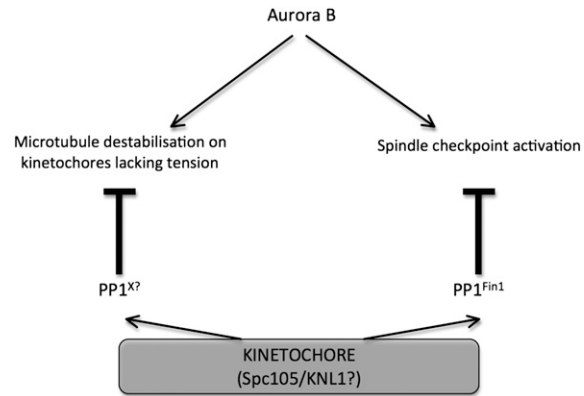 Aurora B
Microtubule destabilisation on
kinetochores lacking tension
Spindle checkpoint activation
PP1X?
PP1Fin1
KINETOCHORE
(Spc105/KNL1?)